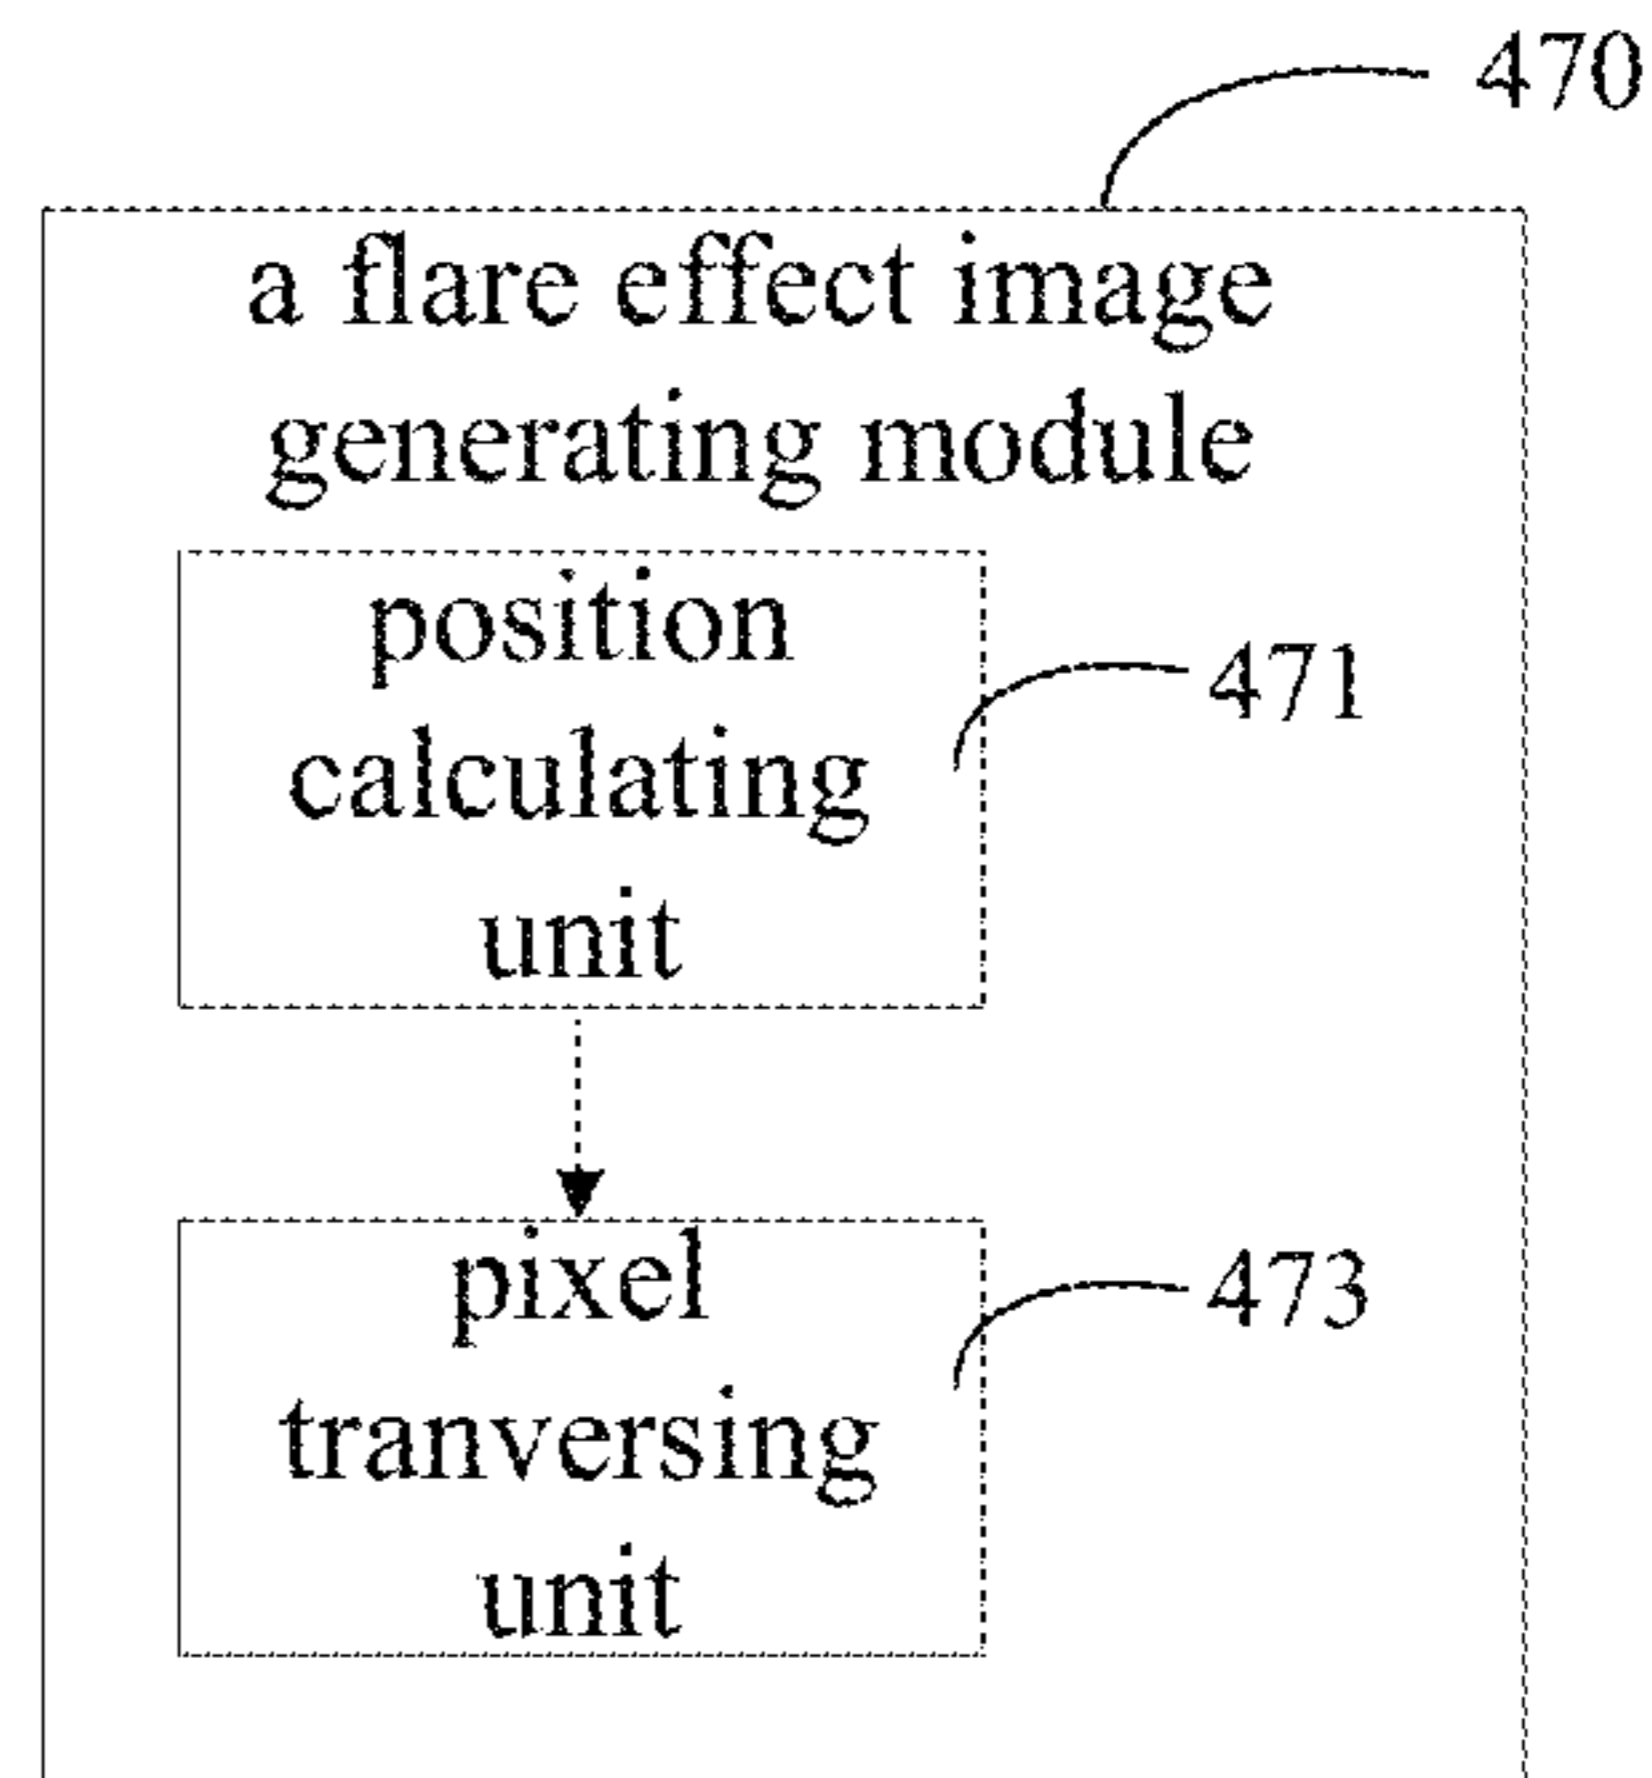 470
a flare effect image
generating module
position
calculating
unit
471
pixel
tranversing
unit
473